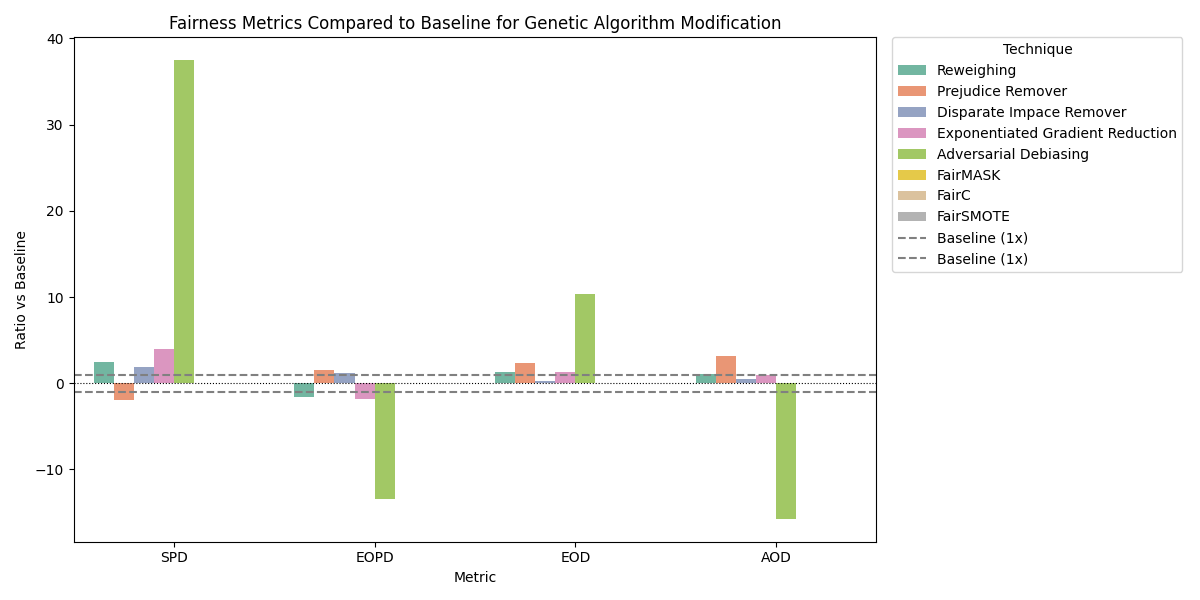 Fairness Metrics Compared to Baseline for Genetic Algorithm Modification
Ratio vs Baseline
40
30
20
10
0
−10
SPD
EOPD
EOD
AOD
Metric
Technique
Reweighing
Prejudice Remover
Disparate Impace Remover
Exponentiated Gradient Reduction
Adversarial Debiasing
FairMASK
FairC
FairSMOTE
Baseline (1x)
Baseline (1x)